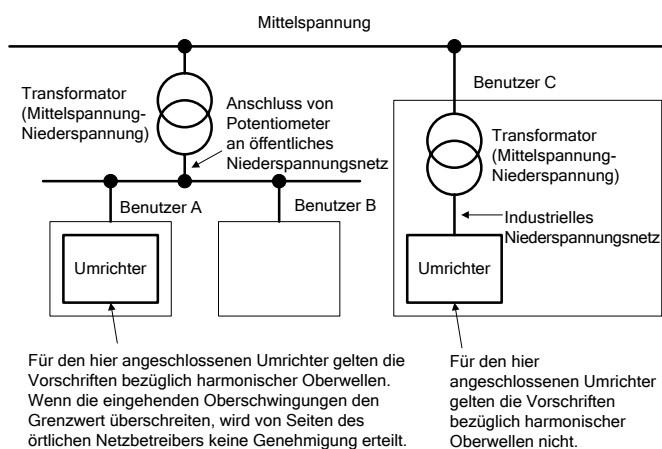 Mittelspannung
Transformator
(Mittelspannung-
Niederspannung)
Anschluss von
Potentiometer
an öffentliches
Niederspannungsnetz
Benutzer C
Transformator
(Mittelspannung-
Niederspannung)
Benutzer A
Benutzer B
Industrielles
Niederspannungsnetz
Umrichter
Umrichter
Für den hier angeschlossenen Umrichter gelten die
Vorschriften bezüglich harmonischer Oberwellen.
Wenn die eingehenden Oberschwingungen den
Grenzwert überschreiten, wird von Seiten des
örtlichen Netzbetreibers keine Genehmigung erteilt.
Für den hier
angeschlossenen Umrichter
gelten die Vorschriften
bezüglich harmonischer
Oberwellen nicht.